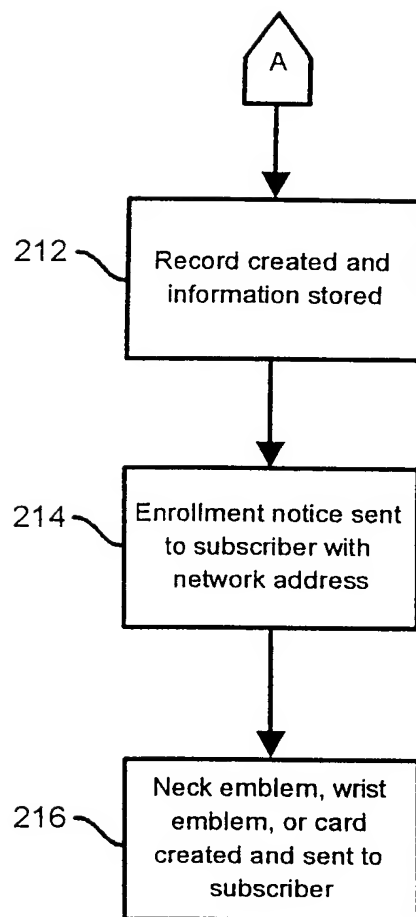 A
212
Record created and
information stored
214
Enrollment notice sent
to subscriber with
network address
216
Neck emblem, wrist
emblem, or card
created and sent to
subscriber